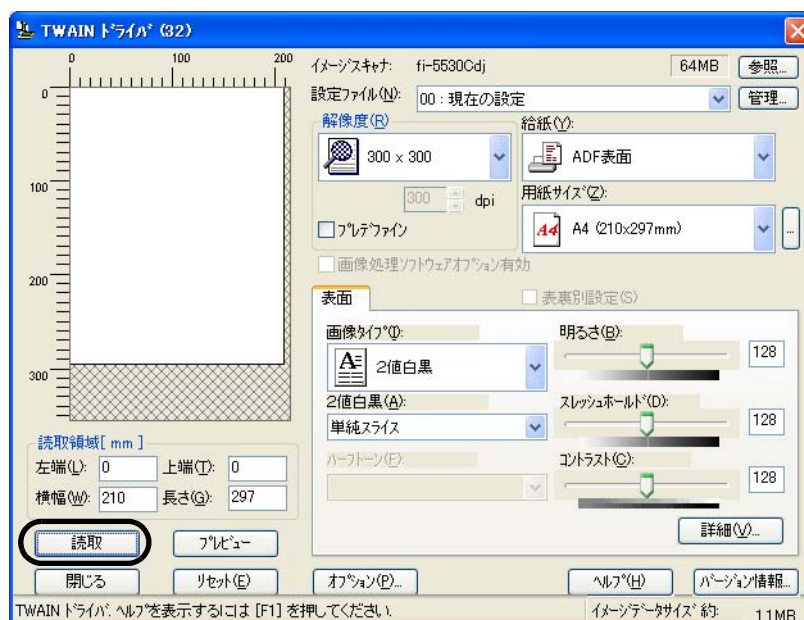 TWAIN ﾄﾞﾗｲﾊﾞ (32)
0 100 200
0
100
200
300
イメージスキャナ: fi-5530Cdj 64MB 参照...
設定ファイル(N): 00 : 現在の設定 管理...
解像度(R)
300 x 300
300 dpi
ﾌﾟﾚﾃﾞﾌｧｲﾝ
給紙(Y):
ADF表面
用紙ｻｲｽﾞ(Z):
A4 A4 (210x297mm) ...
画像処理ｿﾌﾄｳｪｱｵﾌﾟｼｮﾝ有効
表面
表裏別設定(S)
画像ﾀｲﾌﾟ(I):
A 2値白黒
2値白黒(A):
単純スライス
ﾊｰﾌﾄｰﾝ(F):
明るさ(B):
128
ｽﾚｯｼｭﾎｰﾙﾄﾞ(D):
128
ｺﾝﾄﾗｽﾄ(C):
128
詳細(V)...
読取領域[ mm ]
左端(L): 0 上端(T): 0
横幅(W): 210 長さ(G): 297
読取 ﾌﾟﾚﾋﾞｭｰ
閉じる ﾘｾｯﾄ(E) ｵﾌﾟｼｮﾝ(P)... ﾍﾙﾌﾟ(H) ﾊﾞｰｼﾞｮﾝ情報...
TWAIN ﾄﾞﾗｲﾊﾞ. ﾍﾙﾌﾟを表示するには [F1] を押してください. ｲﾒｰｼﾞﾃﾞｰﾀｻｲｽﾞ約: 1.1MB